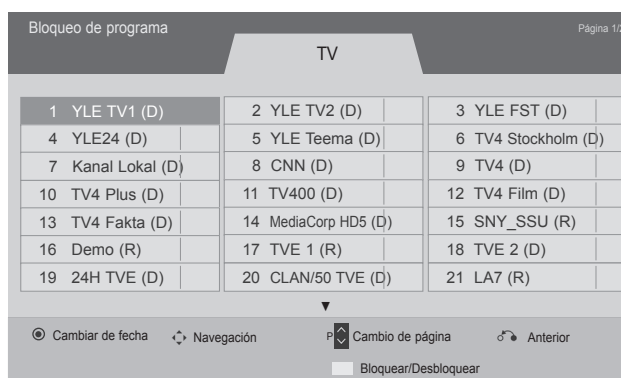 Bloqueo de programa
Página 1/2
TV
1 YLE TV1 (D) 2 YLE TV2 (D) 3 YLE FST (D)
4 YLE24 (D) 5 YLE Teema (D) 6 TV4 Stockholm (D)
7 Kanal Lokal (D) 8 CNN (D) 9 TV4 (D)
10 TV4 Plus (D) 11 TV400 (D) 12 TV4 Film (D)
13 TV4 Fakta (D) 14 MediaCorp HD5 (D) 15 SNY_SSU (R)
16 Demo (R) 17 TVE 1 (R) 18 TVE 2 (D)
19 24H TVE (D) 20 CLAN/50 TVE (D) 21 LA7 (R)
Cambiar de fecha Navegación P Cambio de página Anterior
Bloquear/Desbloquear